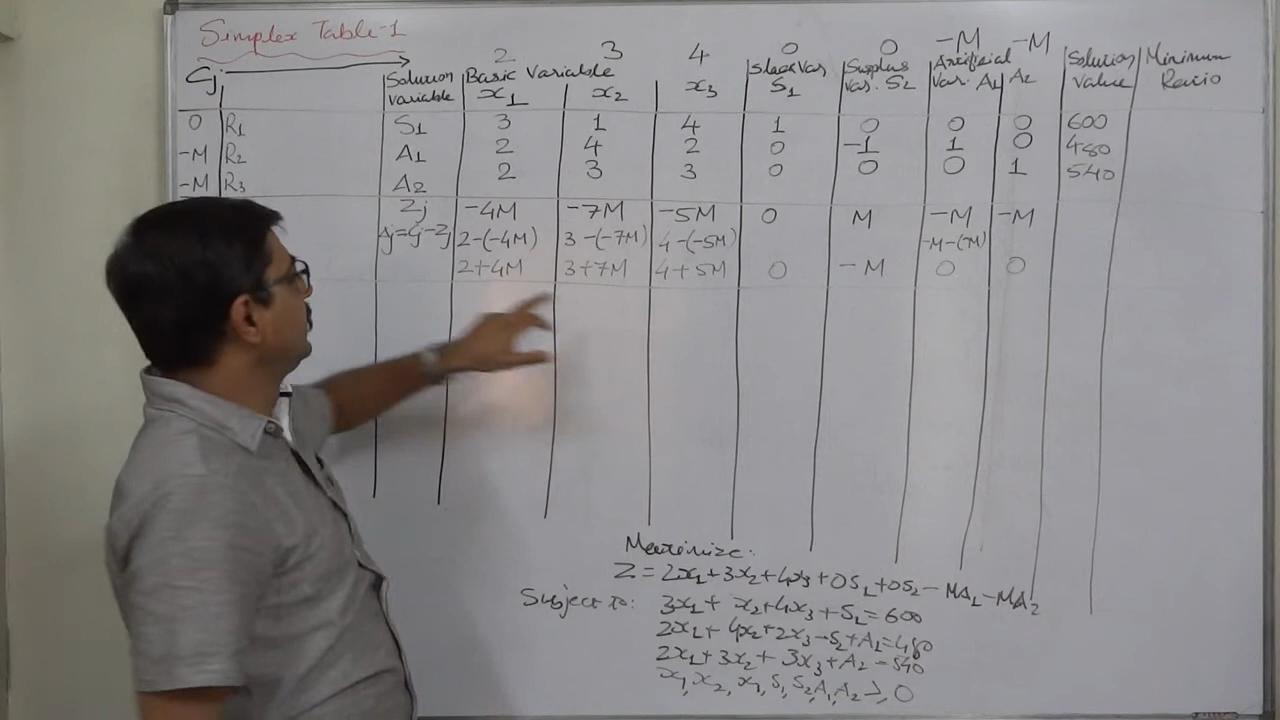 Simplex Table-1
2 3 4 0 0 -M -M
Cj Solution variable Basic Variable x1 x2 x3 Slack Var S1 Surplus Var. S2 Artificial Var. A1 A2 Solution value Minimum Ratio
0 R1 S1 3 1 4 1 0 0 0 600
-M R2 A1 2 4 2 0 -1 1 0 480
-M R3 A2 2 3 3 0 0 0 1 540
Zj -4M -7M -5M 0 M -M -M
Δj=Cj-Zj 2-(-4M) 3-(-7M) 4-(-5M) -M-(-M)
2+4M 3+7M 4+5M 0 -M 0 0
Maximize:
Z=2x1+3x2+4x3+0S1+0S2-MA1-MA2
Subject to: 3x1+x2+4x3+S1=600
2x1+4x2+2x3-S2+A1=480
2x1+3x2+3x3+A2=540
x1,x2,x3,S1,S2,A1,A2≥0